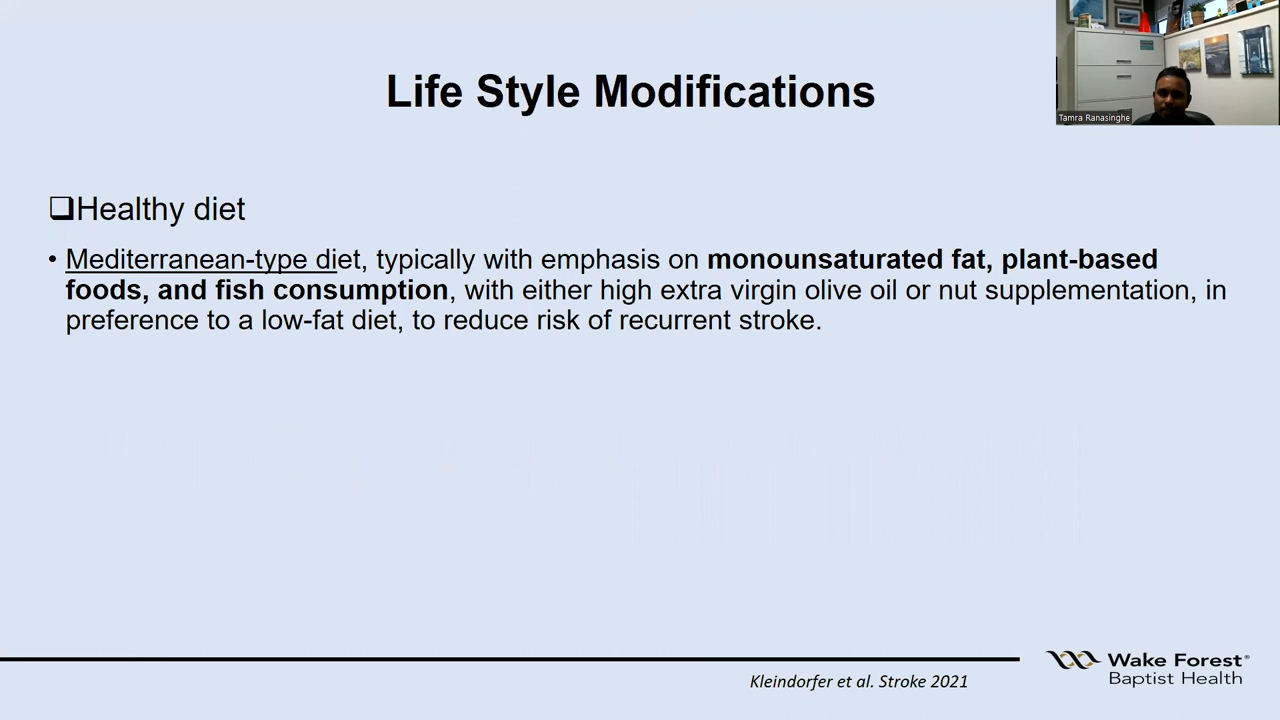 Life Style Modifications
Tamra Ranasinghe
❑Healthy diet
• Mediterranean-type diet, typically with emphasis on monounsaturated fat, plant-based
foods, and fish consumption, with either high extra virgin olive oil or nut supplementation, in
preference to a low-fat diet, to reduce risk of recurrent stroke.
Kleindorfer et al. Stroke 2021
Wake Forest®
Baptist Health